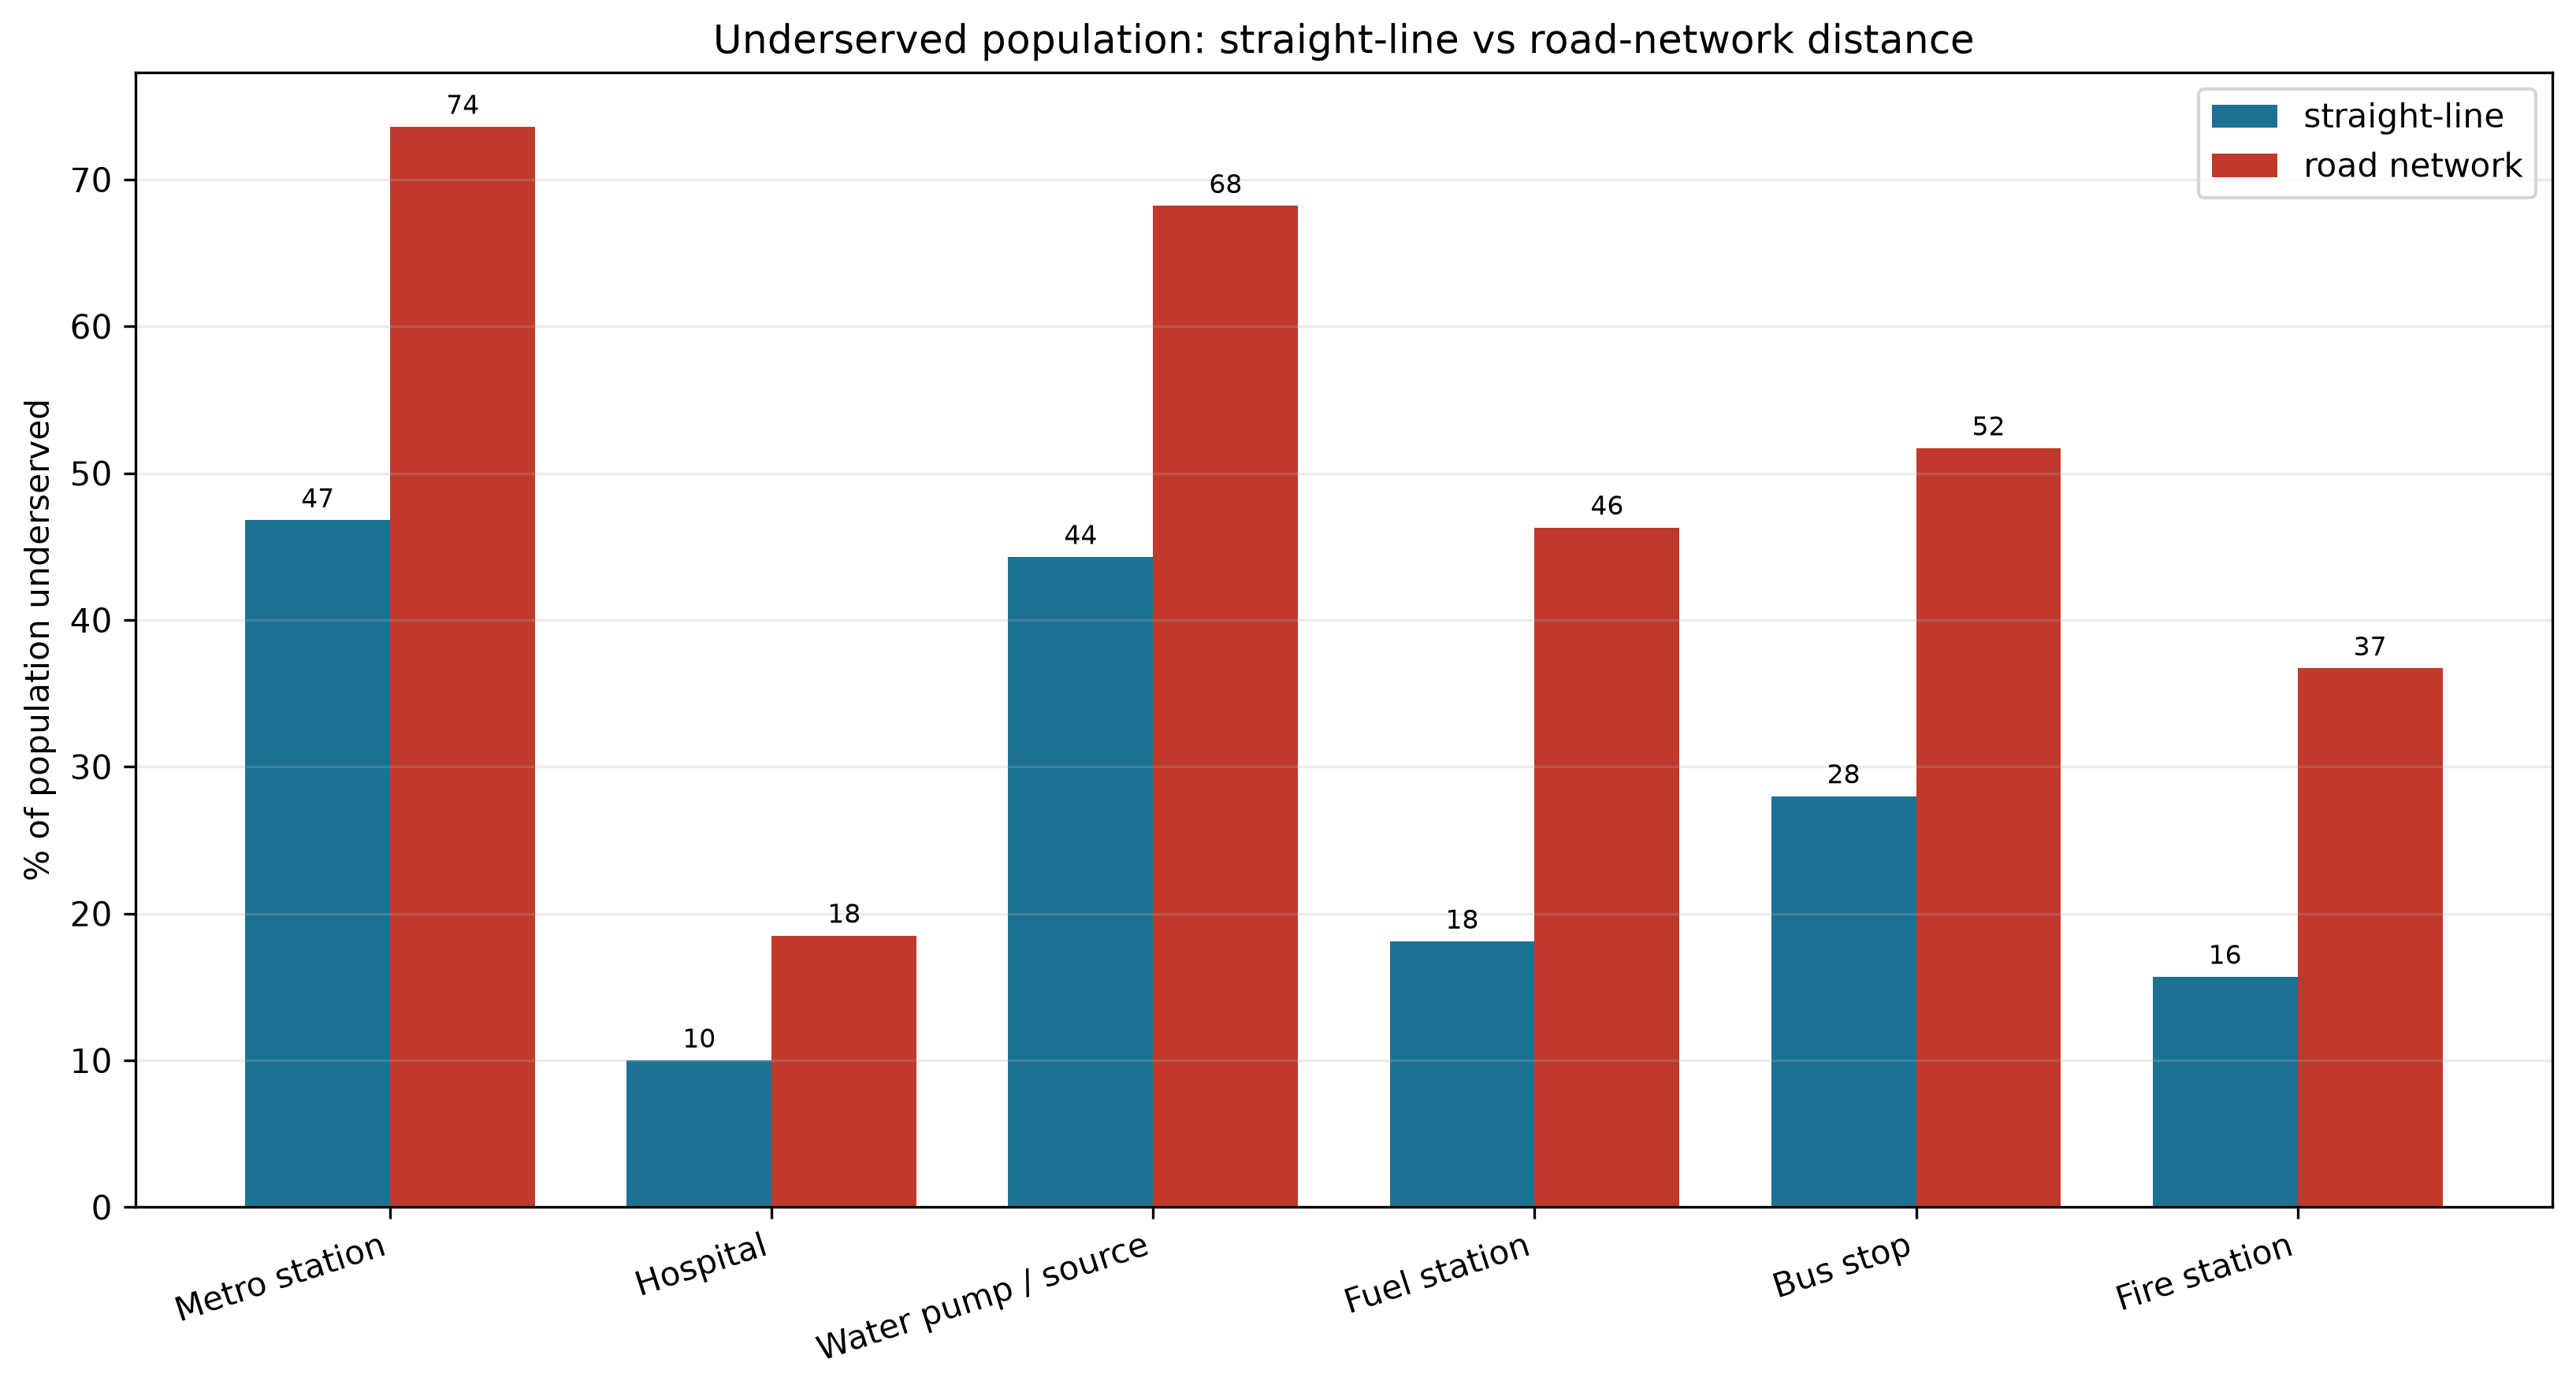 Underserved population: straight-line vs road-network distance
straight-line
road network
% of population underserved
70
60
50
40
30
20
10
0
47
74
10
18
44
68
18
46
28
52
16
37
Metro station
Hospital
Water pump / source
Fuel station
Bus stop
Fire station